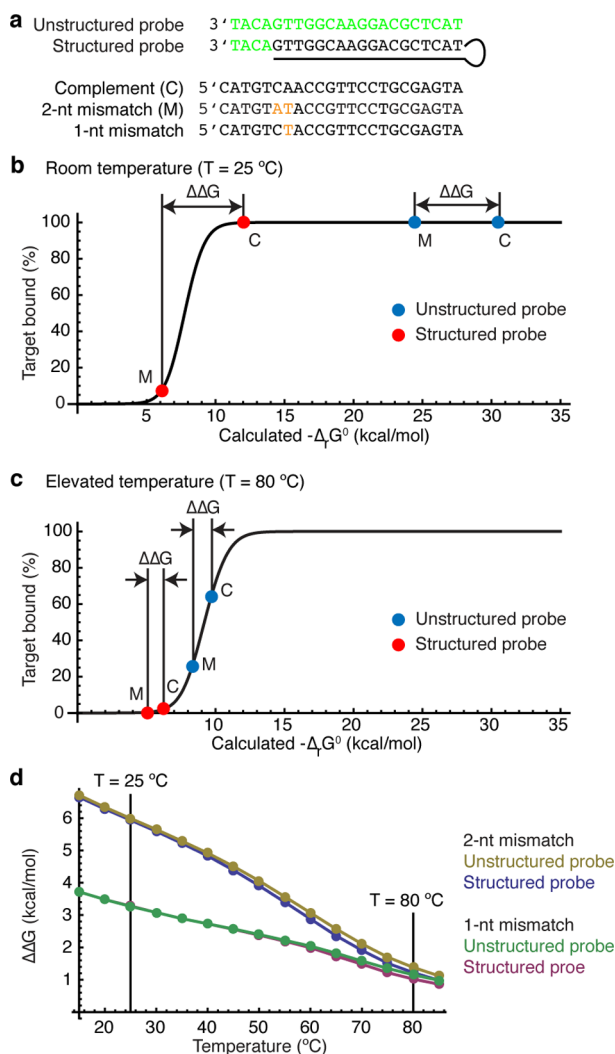 a
Unstructured probe 3‘TACAGTTGGCAAGGACGCTCAT
Structured probe 3‘TACAGTTGGCAAGGACGCTCAT
Complement (C) 5‘CATGTCAACCGTTCCTGCGAGTA
2-nt mismatch (M) 5‘CATGTATACCGTTCCTGCGAGTA
1-nt mismatch 5‘CATGTCTACCGTTCCTGCGAGTA
b Room temperature (T = 25 ºC)
ΔΔG ΔΔG
100
80
60
40
20
0
Target bound (%)
M C M C
Unstructured probe
Structured probe
5 10 15 20 25 30 35
Calculated -ΔrG⁰ (kcal/mol)
c Elevated temperature (T = 80 ºC)
ΔΔG
ΔΔG
100
80
60
40
20
0
Target bound (%)
M C M C
Unstructured probe
Structured probe
5 10 15 20 25 30 35
Calculated -ΔrG⁰ (kcal/mol)
d
T = 25 ºC
T = 80 ºC
6
5
4
3
2
1
ΔΔG (kcal/mol)
20 30 40 50 60 70 80
Temperature (ºC)
2-nt mismatch
Unstructured probe
Structured probe
1-nt mismatch
Unstructured probe
Structured proe